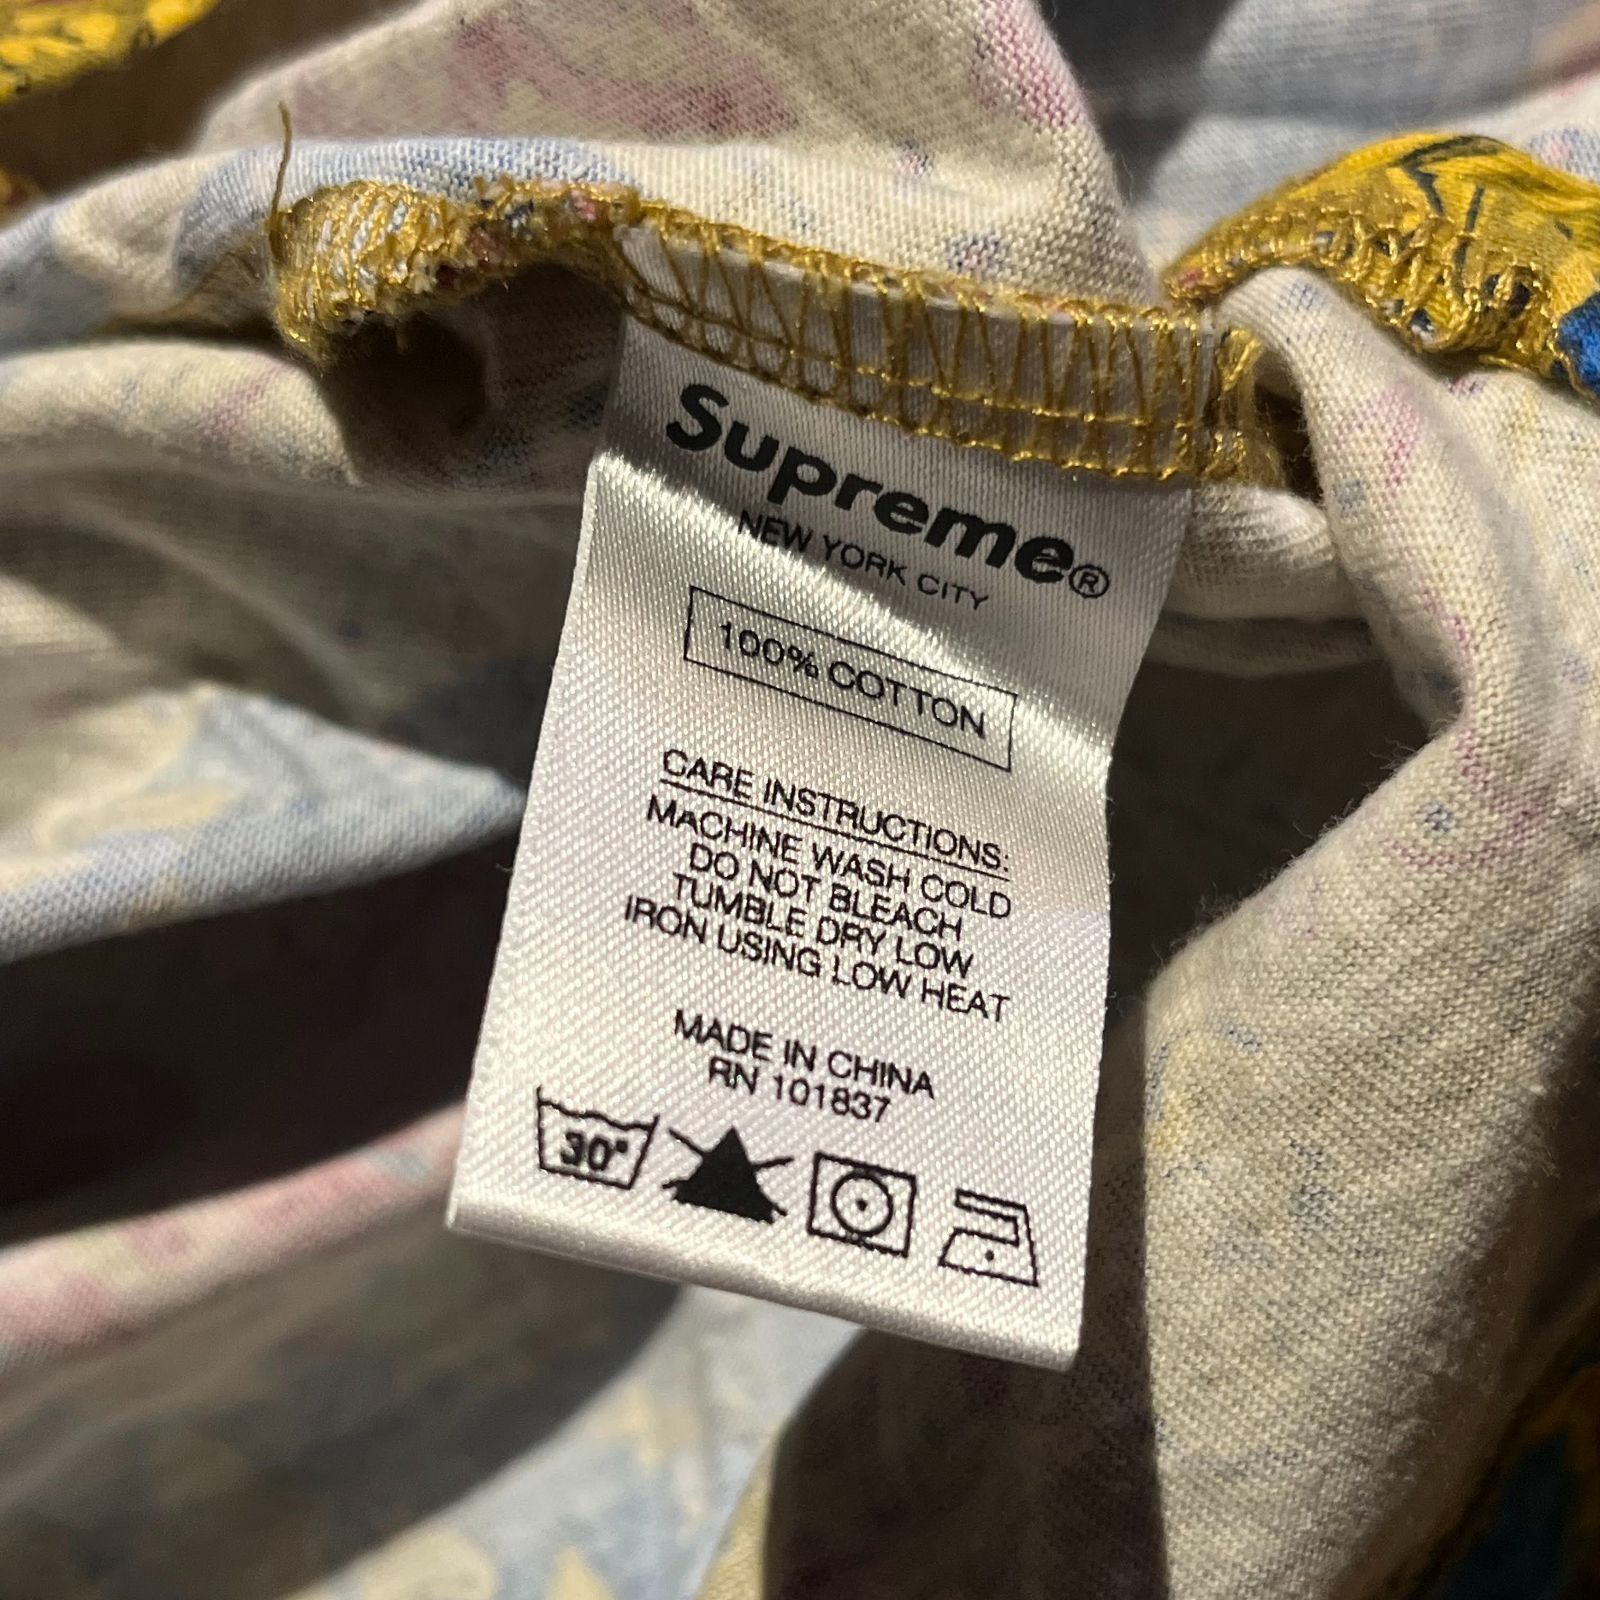 Supreme®
NEW YORK CITY
100% COTTON
CARE INSTRUCTIONS:
MACHINE WASH COLD
DO NOT BLEACH
TUMBLE DRY LOW
IRON USING LOW HEAT
MADE IN CHINA
RN 101837
30°